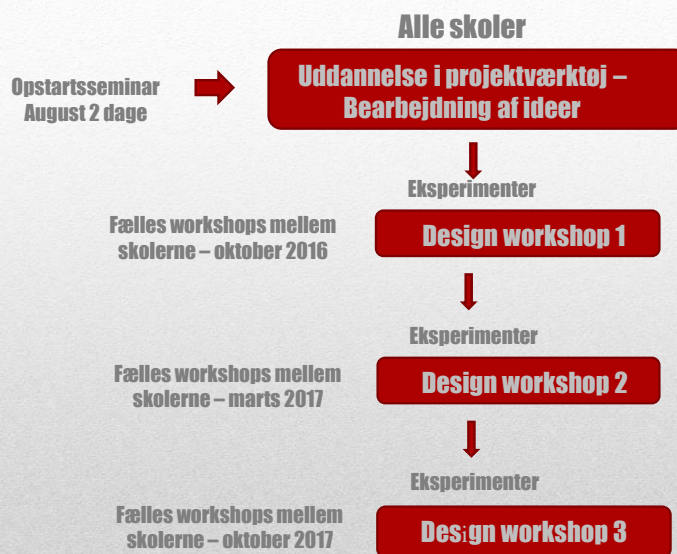 Alle skoler
Opstartsseminar
August 2 dage
Uddannelse i projektværktøj –
Bearbejdning af ideer
Eksperimenter
Fælles workshops mellem
skolerne – oktober 2016
Design workshop 1
Eksperimenter
Fælles workshops mellem
skolerne – marts 2017
Design workshop 2
Eksperimenter
Fælles workshops mellem
skolerne – oktober 2017
Design workshop 3